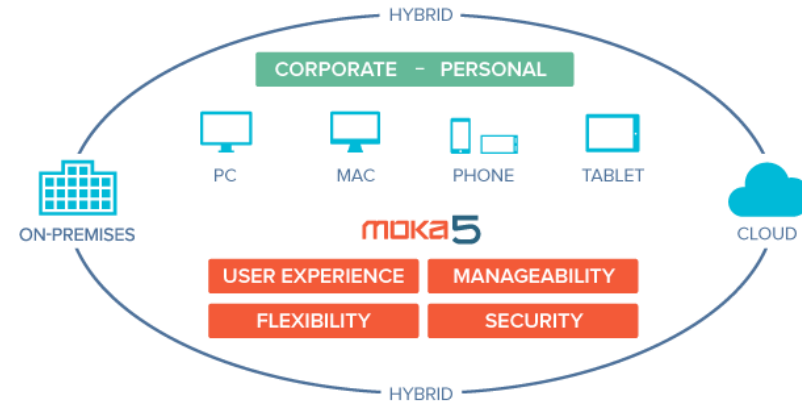 HYBRID
CORPORATE - PERSONAL
PC MAC PHONE TABLET
ON-PREMISES
CLOUD
moka5
USER EXPERIENCE MANAGEABILITY
FLEXIBILITY SECURITY
HYBRID